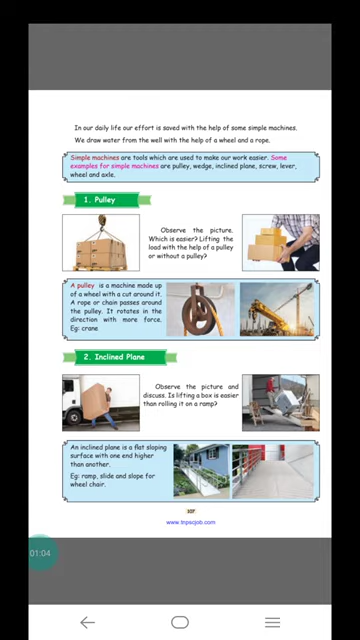 In our daily life our effort is saved with the help of some simple machines.
We draw water from the well with the help of a wheel and a rope.
Simple machines are tools which are used to make our work easier. Some
examples for simple machines are pulley, wedge, inclined plane, screw, lever,
wheel and axle.
1. Pulley
Observe the picture.
Which is easier? Lifting the
load with the help of a pulley
or without a pulley?
A pulley is a machine made up
of a wheel with a cut around it.
A rope or chain passes around
the pulley. It rotates in the
direction with more force.
Eg: crane
2. Inclined Plane
Observe the picture and
discuss. Is lifting a box is easier
than rolling it on a ramp?
An inclined plane is a flat sloping
surface with one end higher
than another.
Eg: ramp, slide and slope for
wheel chair.
107
www.tnpscjob.com
01:04